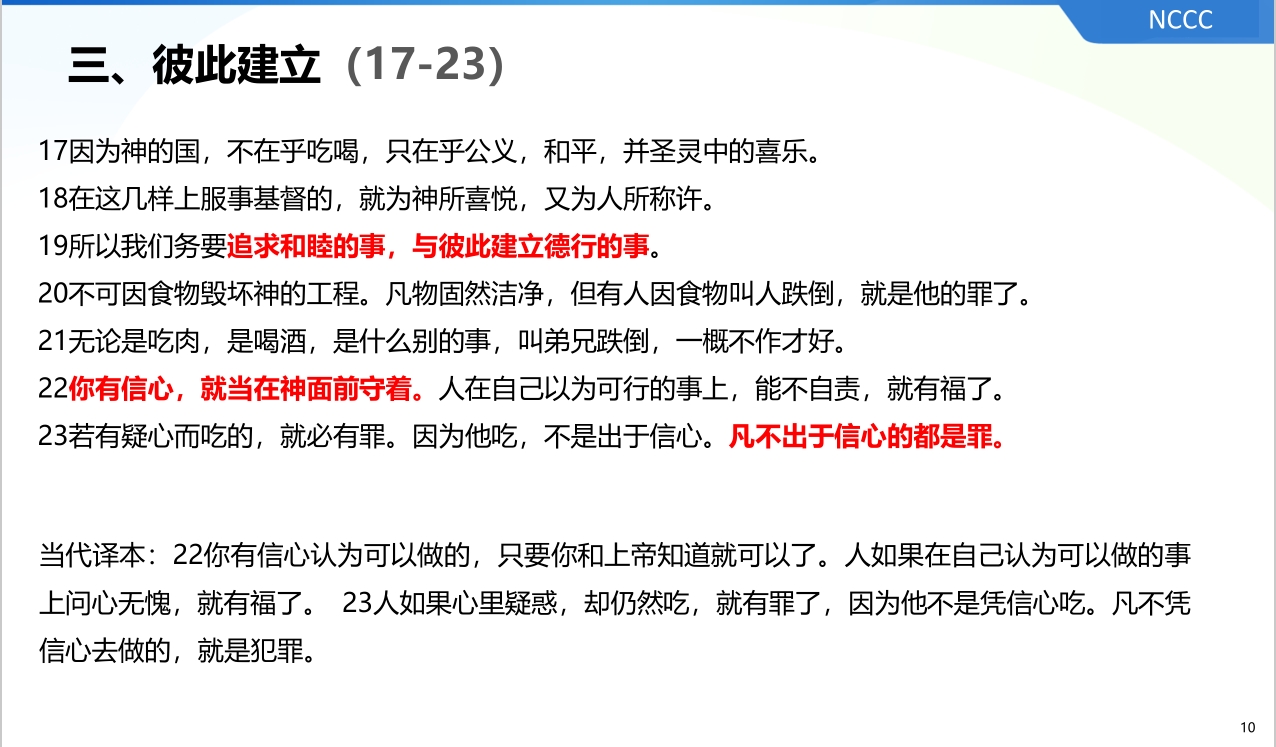 NCCC
三、彼此建立（17-23）
17因为神的国，不在乎吃喝，只在乎公义，和平，并圣灵中的喜乐。
18在这几样上服事基督的，就为神所喜悦，又为人所称许。
19所以我们务要追求和睦的事，与彼此建立德行的事。
20不可因食物毁坏神的工程。凡物固然洁净，但有人因食物叫人跌倒，就是他的罪了。
21无论是吃肉，是喝酒，是什么别的事，叫弟兄跌倒，一概不作才好。
22你有信心，就当在神面前守着。人在自己以为可行的事上，能不自责，就有福了。
23若有疑心而吃的，就必有罪。因为他吃，不是出于信心。凡不出于信心的都是罪。
当代译本：22你有信心认为可以做的，只要你和上帝知道就可以了。人如果在自己认为可以做的事
上问心无愧，就有福了。 23人如果心里疑惑，却仍然吃，就有罪了，因为他不是凭信心吃。凡不凭
信心去做的，就是犯罪。
10